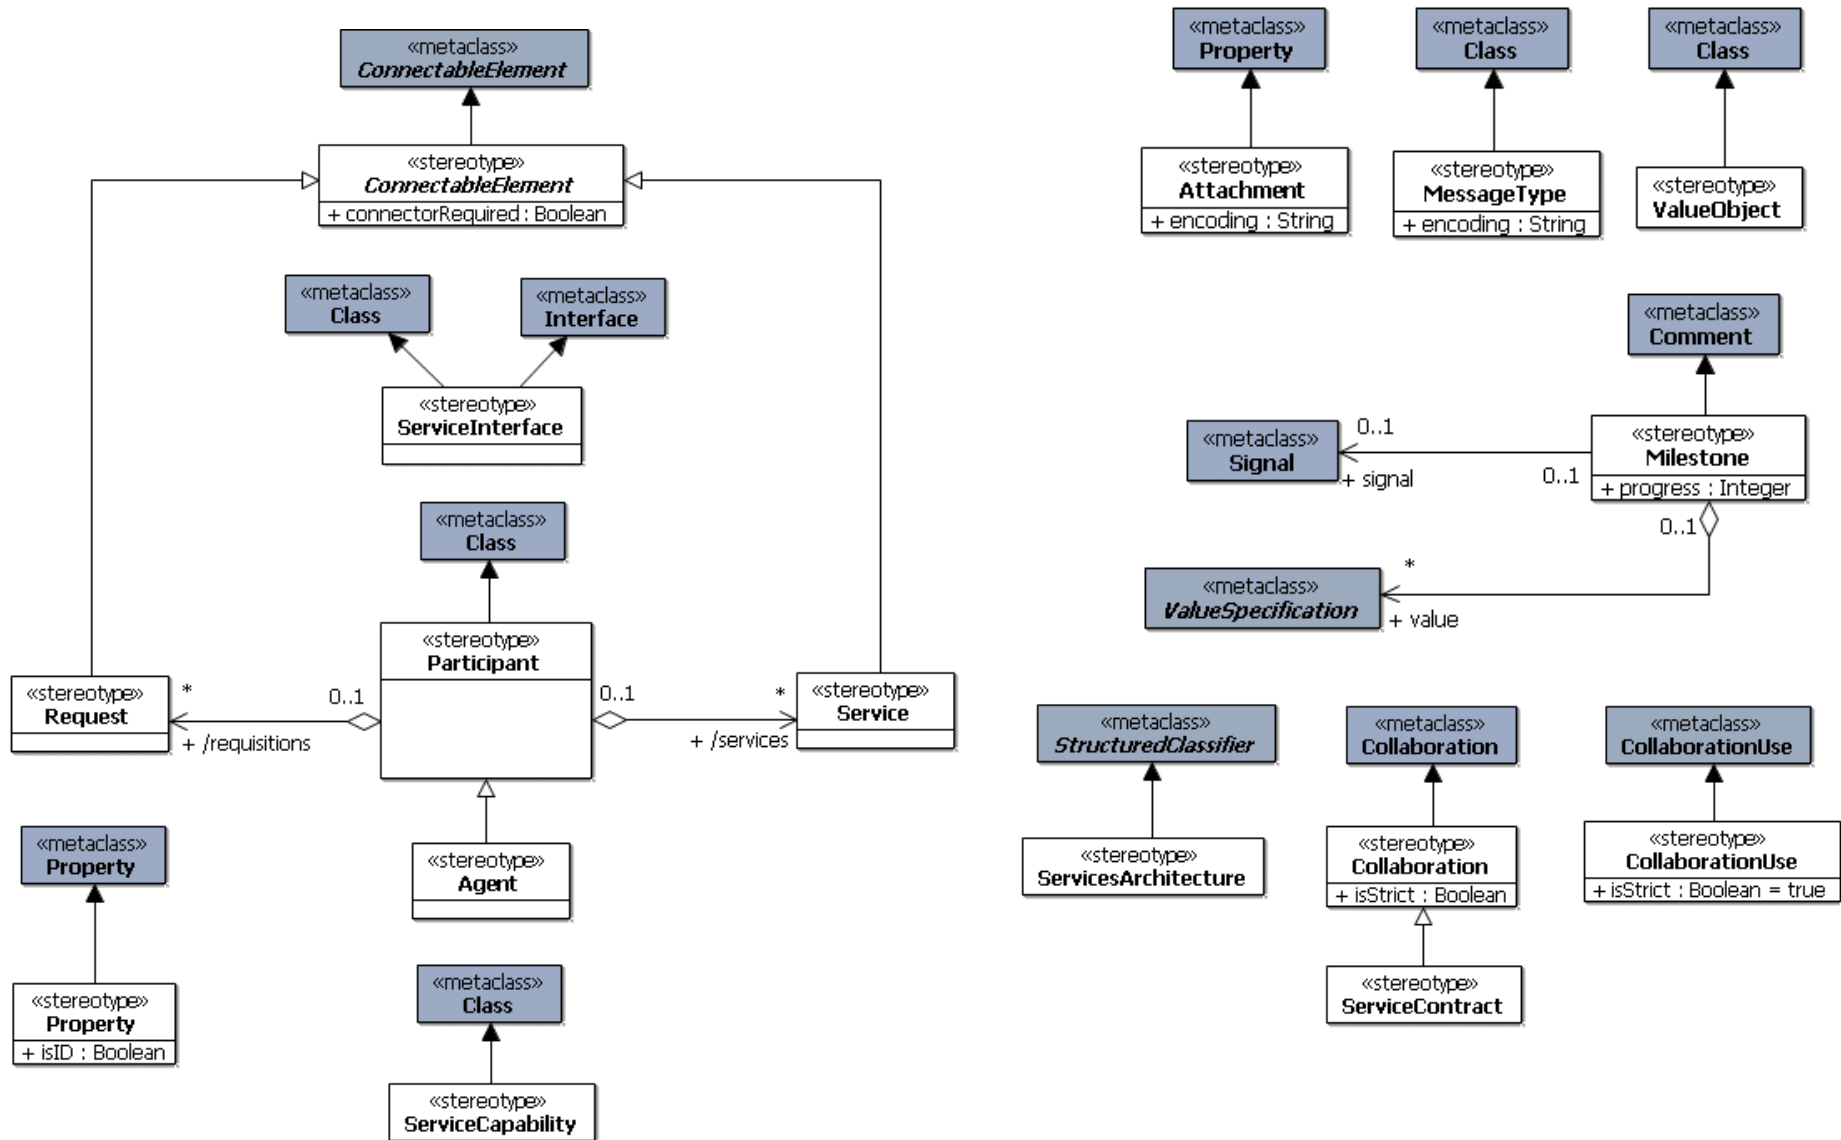 «metaclass»
ConnectableElement
«stereotype»
ConnectableElement
+ connectorRequired : Boolean
«metaclass»
Class
«metaclass»
Interface
«stereotype»
ServiceInterface
«metaclass»
Class
«stereotype»
Participant
«stereotype»
Request
*
+ /requisitions
0..1
0..1
*
+ /services
«stereotype»
Service
«stereotype»
Agent
«metaclass»
Property
«stereotype»
Property
+ isID : Boolean
«metaclass»
Class
«stereotype»
ServiceCapability
«metaclass»
Property
«stereotype»
Attachment
+ encoding : String
«metaclass»
Class
«stereotype»
MessageType
+ encoding : String
«metaclass»
Class
«stereotype»
ValueObject
«metaclass»
Comment
«stereotype»
Milestone
+ progress : Integer
«metaclass»
Signal
0..1
+ signal
0..1
0..1
«metaclass»
ValueSpecification
*
+ value
«metaclass»
StructuredClassifier
«stereotype»
ServicesArchitecture
«metaclass»
Collaboration
«stereotype»
Collaboration
+ isStrict : Boolean
«stereotype»
ServiceContract
«metaclass»
CollaborationUse
«stereotype»
CollaborationUse
+ isStrict : Boolean = true